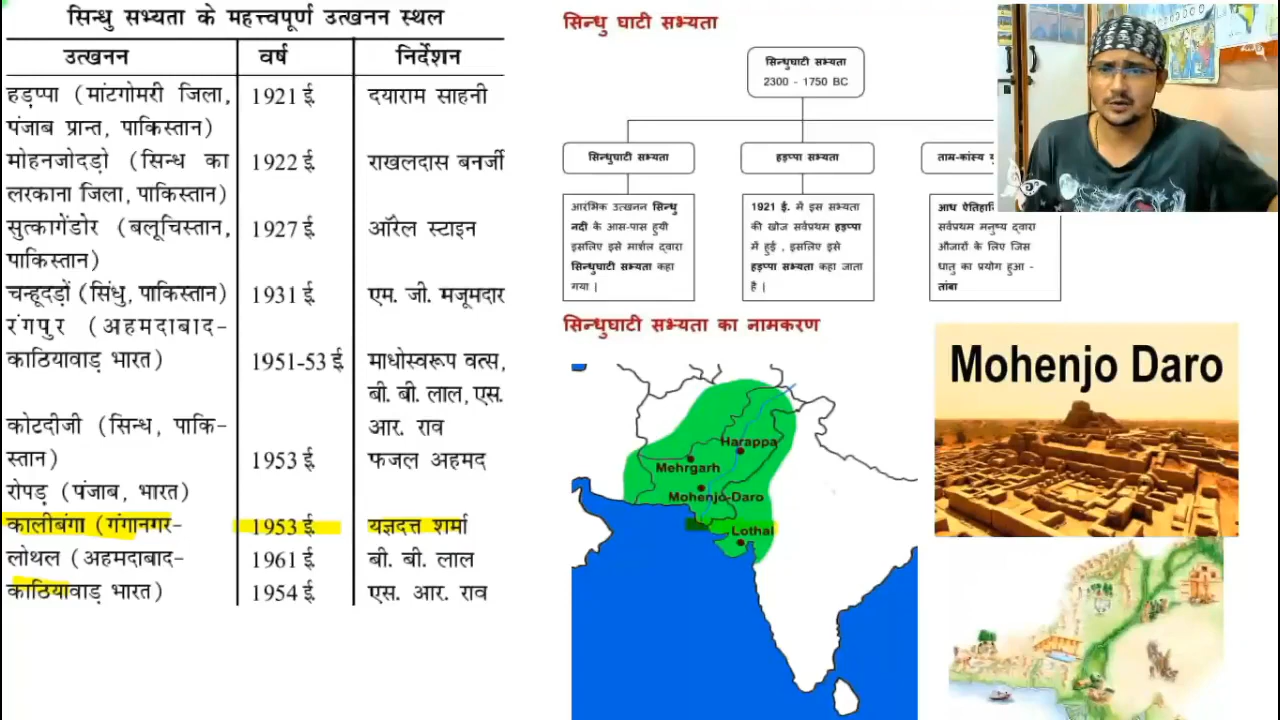 सिन्धु सभ्यता के महत्त्वपूर्ण उत्खनन स्थल
उत्खनन वर्ष निर्देशन
हड़प्पा (मांटगोमरी जिला, 1921 ई. दयाराम साहनी
पंजाब प्रान्त, पाकिस्तान)
मोहनजोदड़ो (सिन्ध का 1922 ई. राखलदास बनर्जी
लरकाना जिला, पाकिस्तान)
सुत्कागेंडोर (बलूचिस्तान, 1927 ई. ऑरेल स्टाइन
पाकिस्तान)
चन्हूदड़ों (सिंधु, पाकिस्तान) 1931 ई. एम. जी. मजूमदार
रंगपुर (अहमदाबाद-
काठियावाड़ भारत) 1951-53 ई. माधोस्वरूप वत्स,
बी. बी. लाल, एस.
कोटदीजी (सिन्ध, पाकि- आर. राव
स्तान) 1953 ई. फजल अहमद
रोपड़ (पंजाब, भारत)
कालीबंगा (गंगानगर- 1953 ई. यज्ञदत्त शर्मा
लोथल (अहमदाबाद- 1961 ई. बी. बी. लाल
काठियावाड़ भारत) 1954 ई. एस. आर. राव
सिन्धु घाटी सभ्यता
सिन्धुघाटी सभ्यता
2300 - 1750 BC
सिन्धुघाटी सभ्यता
आरंभिक उत्खनन सिन्धु
नदी के आस-पास हुयी
इसलिए इसे मार्शल द्वारा
सिन्धुघाटी सभ्यता कहा
गया |
हड़प्पा सभ्यता
1921 ई. में इस सभ्यता
की खोज सर्वप्रथम हड़प्पा
में हुई , इसलिए इसे
हड़प्पा सभ्यता कहा जाता
है |
ताम्र-कांस्य
आध
सर्वप्रथम मनुष्य द्वारा
औजारों के लिए जिस
धातु का प्रयोग हुआ -
तांबा
सिन्धुघाटी सभ्यता का नामकरण
Harappa
Mehrgarh
Mohenjo-Daro
Lothal
Mohenjo Daro